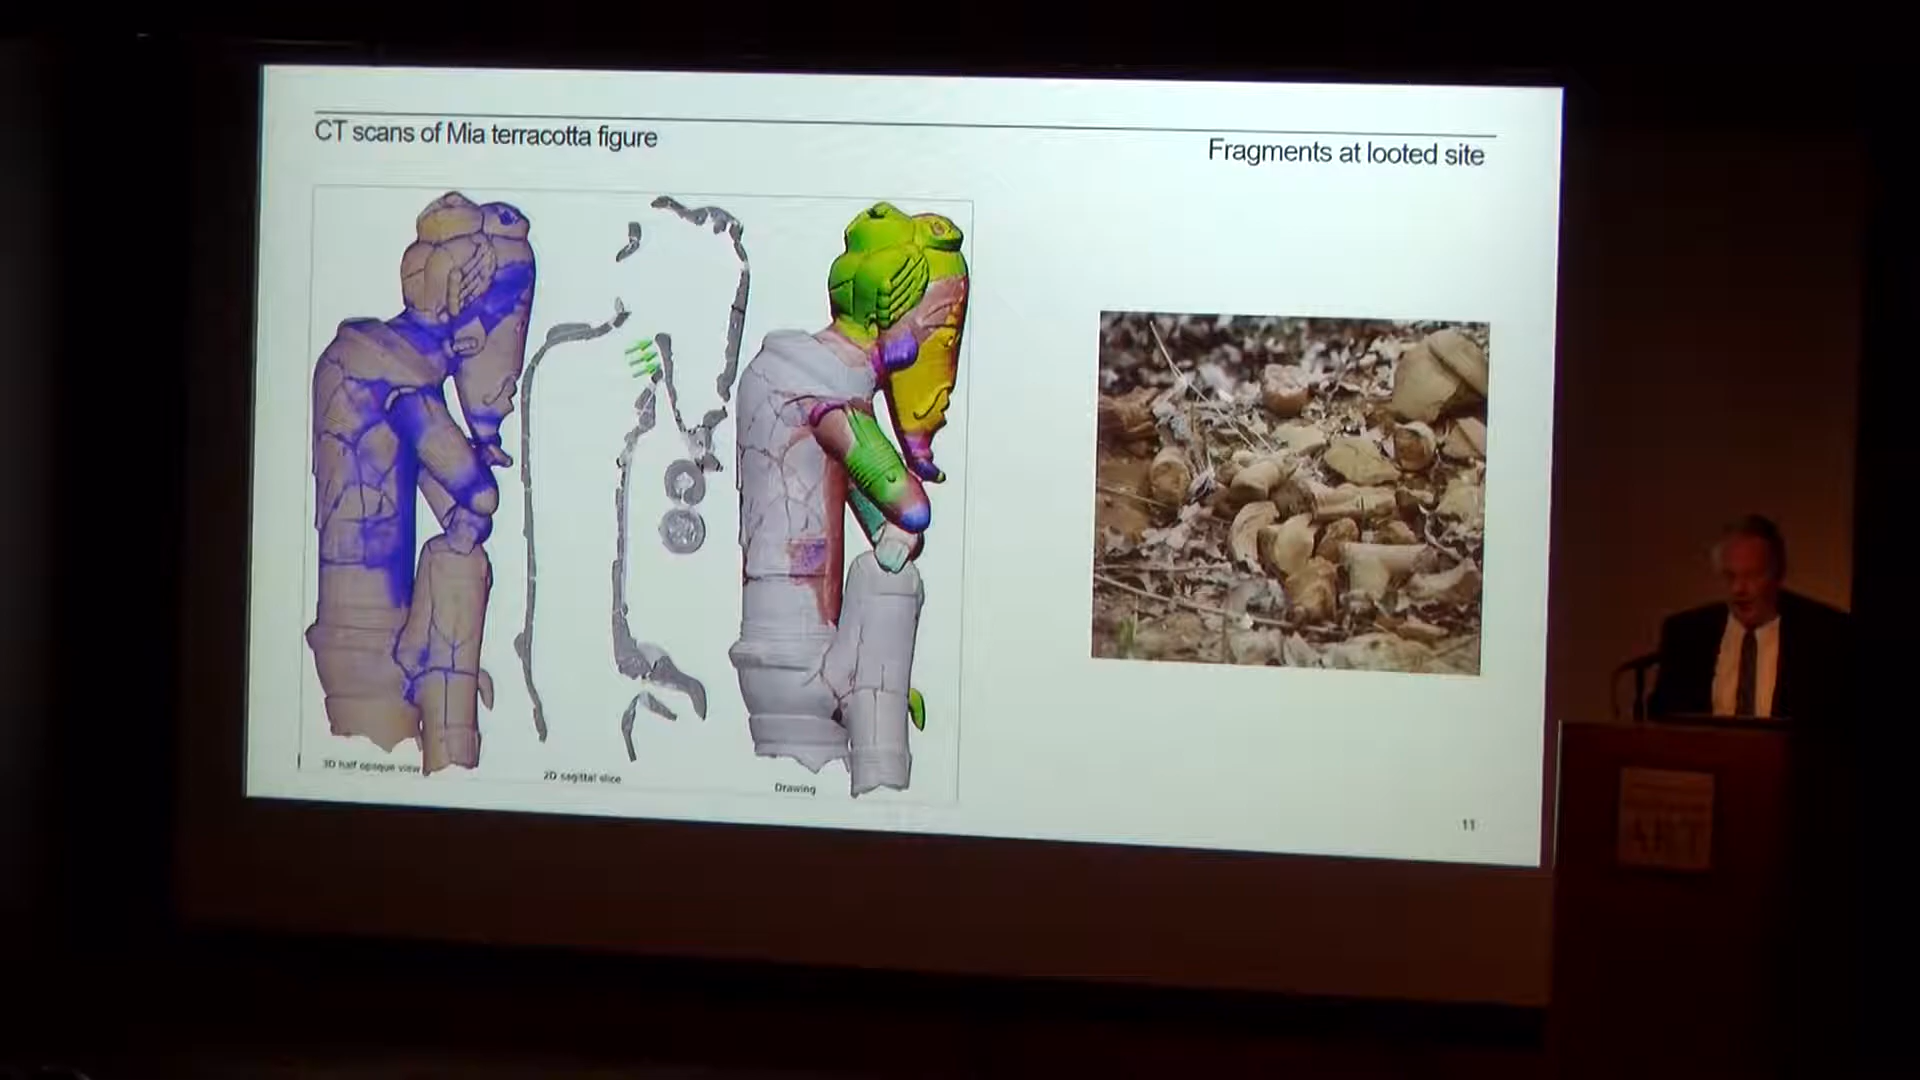 CT scans of Mia terracotta figure
Fragments at looted site
3D half opaque view
2D sagittal slice
Drawing
11
ART